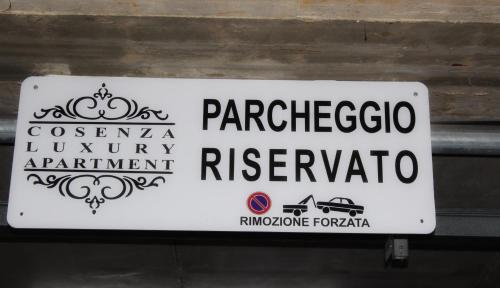 COSENZA
LUXURY
APARTMENT
PARCHEGGIO
RISERVATO
RIMOZIONE FORZATA